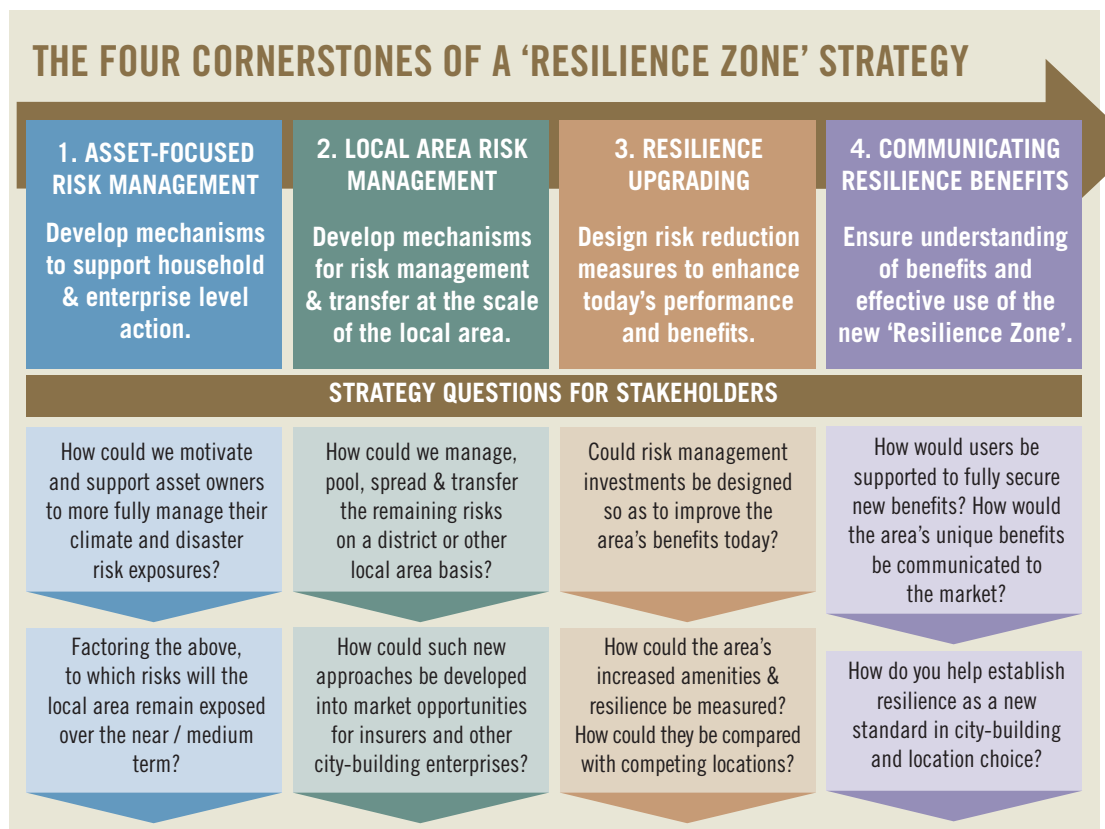 THE FOUR CORNERSTONES OF A ‘RESILIENCE ZONE’ STRATEGY
1. ASSET-FOCUSED
RISK MANAGEMENT
Develop mechanisms
to support household
& enterprise level
action.
2. LOCAL AREA RISK
MANAGEMENT
Develop mechanisms
for risk management
& transfer at the scale
of the local area.
3. RESILIENCE
UPGRADING
Design risk reduction
measures to enhance
today’s performance
and benefits.
4. COMMUNICATING
RESILIENCE BENEFITS
Ensure understanding
of benefits and
effective use of the
new ‘Resilience Zone’.
STRATEGY QUESTIONS FOR STAKEHOLDERS
How could we motivate
and support asset owners
to more fully manage their
climate and disaster
risk exposures?
How could we manage,
pool, spread & transfer
the remaining risks
on a district or other
local area basis?
Could risk management
investments be designed
so as to improve the
area’s benefits today?
How would users be
supported to fully secure
new benefits? How would
the area’s unique benefits
be communicated to
the market?
Factoring the above,
to which risks will the
local area remain exposed
over the near / medium
term?
How could such new
approaches be developed
into market opportunities
for insurers and other
city-building enterprises?
How could the area’s
increased amenities &
resilience be measured?
How could they be compared
with competing locations?
How do you help establish
resilience as a new
standard in city-building
and location choice?